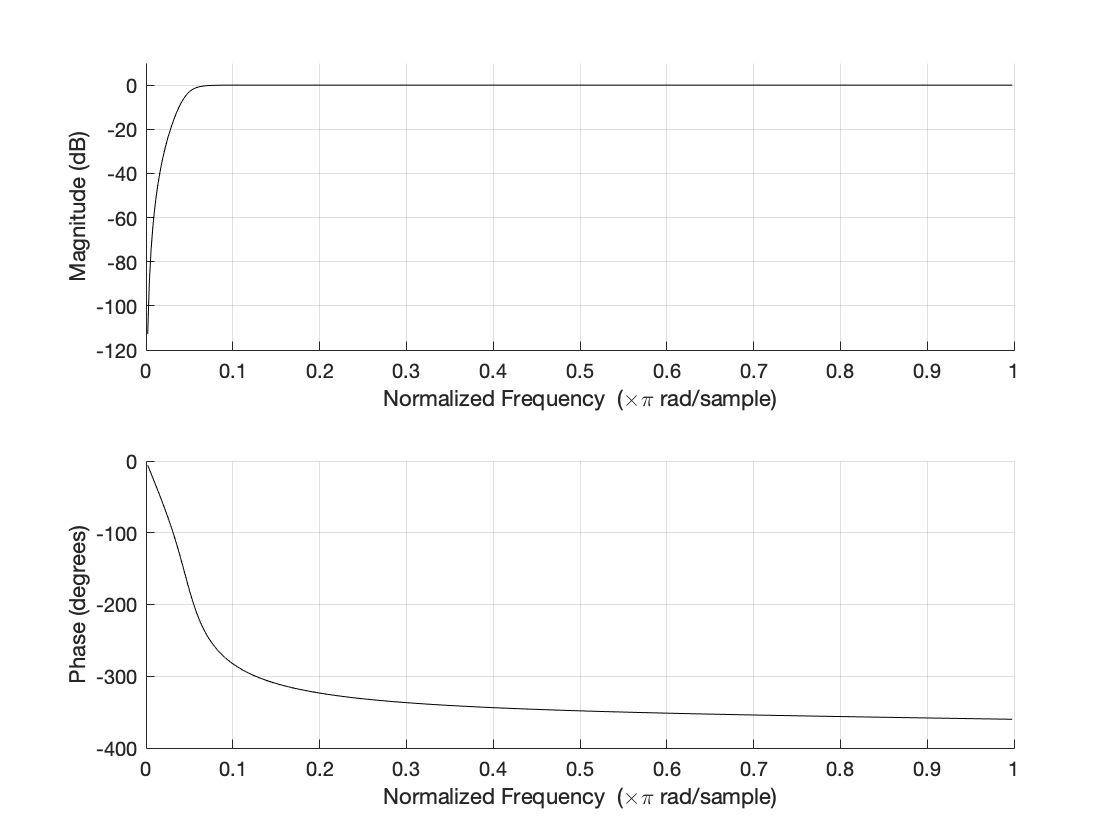 0
-20
-40
-60
-80
-100
-120
Magnitude (dB)
0 0.1 0.2 0.3 0.4 0.5 0.6 0.7 0.8 0.9 1
Normalized Frequency (×π rad/sample)
0
-100
-200
-300
-400
Phase (degrees)
0 0.1 0.2 0.3 0.4 0.5 0.6 0.7 0.8 0.9 1
Normalized Frequency (×π rad/sample)